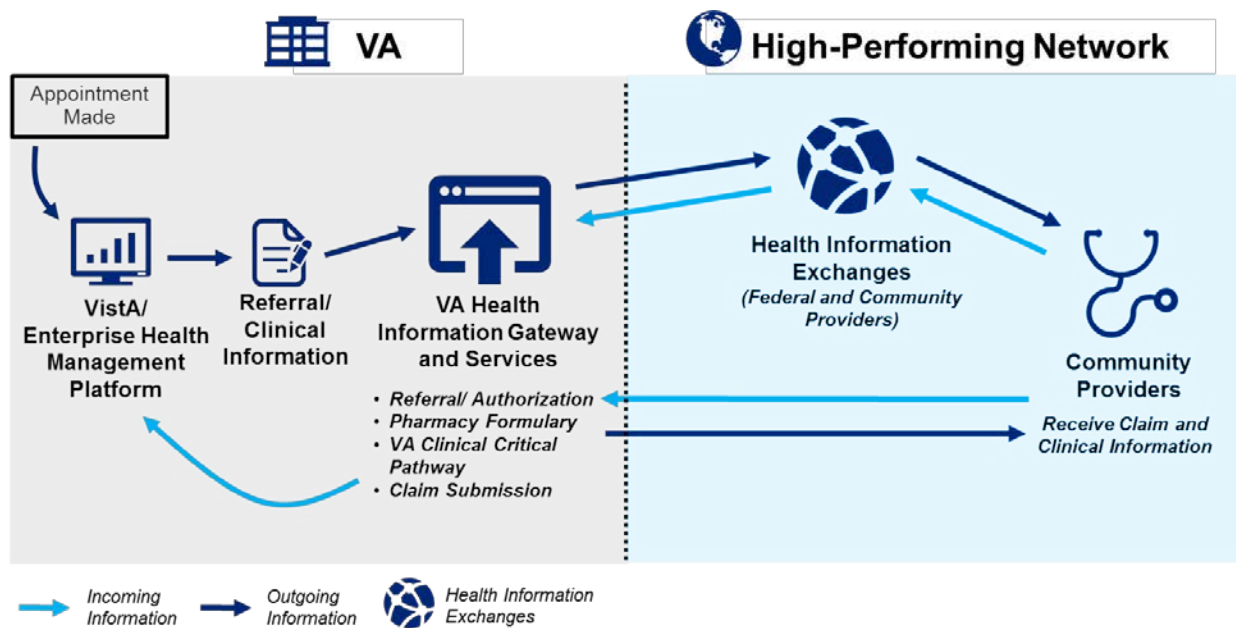 VA
High-Performing Network
Appointment
Made
VistA/
Enterprise Health
Management
Platform
Referral/
Clinical
Information
VA Health
Information Gateway
and Services
• Referral/ Authorization
• Pharmacy Formulary
• VA Clinical Critical
Pathway
• Claim Submission
Health Information
Exchanges
(Federal and Community
Providers)
Community
Providers
Receive Claim and
Clinical Information
Incoming
Information
Outgoing
Information
Health Information
Exchanges